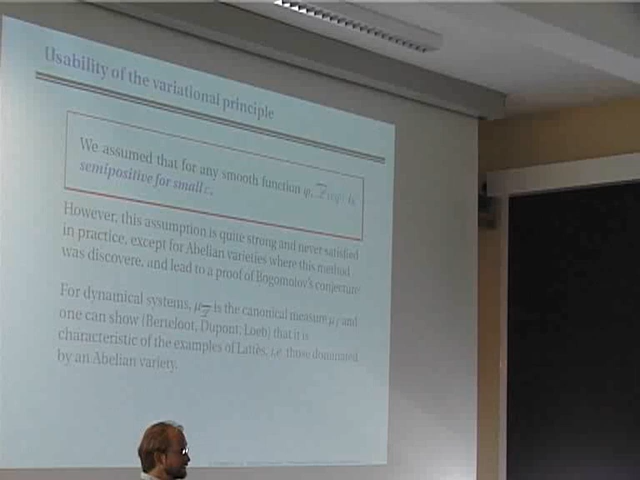 Usability of the variational principle
We assumed that for any smooth function φ,
semipositive for small ε.
However, this assumption is quite strong and never satisfied
in practice, except for Abelian varieties where this method
was discovere, and lead to a proof of Bogomolov's conjecture
For dynamical systems, is the canonical measure and
one can show (Berteloot, Dupont, Loeb) that it is
characteristic of the examples of Lattès, i.e. those dominated
by an Abelian variety.